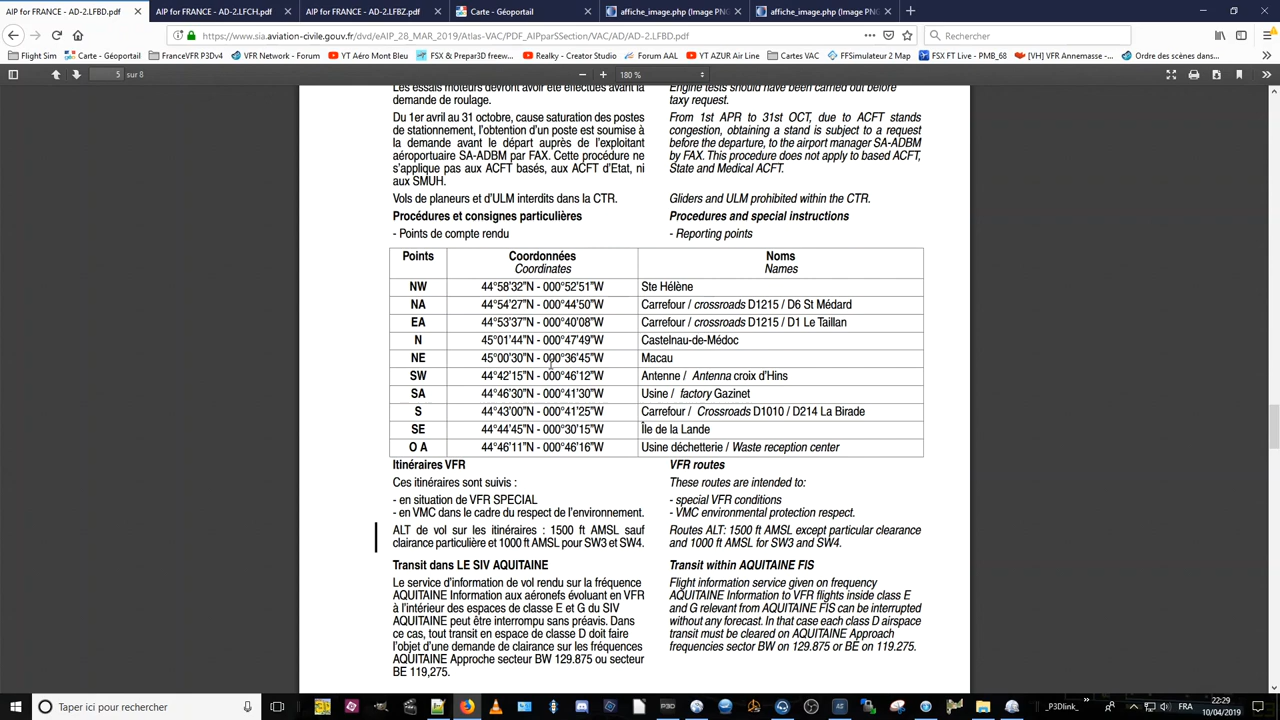 AIP for FRANCE - AD-2.LFBD.pdf
AIP for FRANCE - AD-2.LFCH.pdf
AIP for FRANCE - AD-2.LFBZ.pdf
Carte - Géoportail
affiche_image.php (Image PNG
affiche_image.php (Image PNG
https://www.sia.aviation-civile.gouv.fr/dvd/eAIP_28_MAR_2019/Atlas-VAC/PDF_AIPparSSection/VAC/AD/AD-2.LFBD.pdf
Rechercher
Flight Sim
Carte - Géoportail
FranceVFR P3Dv4
VFR Network - Forum
YT Aéro Mont Bleu
FSX & Prepar3D freew...
Realky - Creator Studio
Forum AAL
YT AZUR Air Line
Cartes VAC
FFSimulateur 2 Map
FSX FT Live - PMB_68
[VH] VFR Annemasse - ...
Ordre des scènes dans...
5 sur 8
180 %
Les essais moteurs devront avoir été effectués avant la
demande de roulage.
Engine tests should have been carried out before
taxy request.
Du 1er avril au 31 octobre, cause saturation des postes
de stationnement, l'obtention d'un poste est soumise à
la demande avant le départ auprès de l'exploitant
aéroportuaire SA-ADBM par FAX. Cette procédure ne
s'applique pas aux ACFT basés, aux ACFT d'Etat, ni
aux SMUH.
From 1st APR to 31st OCT, due to ACFT stands
congestion, obtaining a stand is subject to a request
before the departure, to the airport manager SA-ADBM
by FAX. This procedure does not apply to based ACFT,
State and Medical ACFT.
Vols de planeurs et d'ULM interdits dans la CTR.
Gliders and ULM prohibited within the CTR.
Procédures et consignes particulières
Procedures and special instructions
- Points de compte rendu
- Reporting points
Points Coordonnées Noms
Coordinates Names
NW 44°58'32"N - 000°52'51"W Ste Hélène
NA 44°54'27"N - 000°44'50"W Carrefour / crossroads D1215 / D6 St Médard
EA 44°53'37"N - 000°40'08"W Carrefour / crossroads D1215 / D1 Le Taillan
N 45°01'44"N - 000°47'49"W Castelnau-de-Médoc
NE 45°00'30"N - 000°36'45"W Macau
SW 44°42'15"N - 000°46'12"W Antenne / Antenna croix d'Hins
SA 44°46'30"N - 000°41'30"W Usine / factory Gazinet
S 44°43'00"N - 000°41'25"W Carrefour / Crossroads D1010 / D214 La Birade
SE 44°44'45"N - 000°30'15"W Île de la Lande
O A 44°46'11"N - 000°46'16"W Usine déchetterie / Waste reception center
Itinéraires VFR
VFR routes
Ces itinéraires sont suivis :
These routes are intended to:
- en situation de VFR SPECIAL
- en VMC dans le cadre du respect de l'environnement.
- special VFR conditions
- VMC environmental protection respect.
ALT de vol sur les itinéraires : 1500 ft AMSL sauf
clairance particulière et 1000 ft AMSL pour SW3 et SW4.
Routes ALT: 1500 ft AMSL except particular clearance
and 1000 ft AMSL for SW3 and SW4.
Transit dans LE SIV AQUITAINE
Transit within AQUITAINE FIS
Le service d'information de vol rendu sur la fréquence
AQUITAINE Information aux aéronefs évoluant en VFR
à l'intérieur des espaces de classe E et G du SIV
AQUITAINE peut être interrompu sans préavis. Dans
ce cas, tout transit en espace de classe D doit faire
l'objet d'une demande de clairance sur les fréquences
AQUITAINE Approche secteur BW 129.875 ou secteur
BE 119,275.
Flight information service given on frequency
AQUITAINE Information to VFR flights inside class E
and G relevant from AQUITAINE FIS can be interrupted
without any forecast. In that case each class D airspace
transit must be cleared on AQUITAINE Approach
frequencies sector BW on 129.875 or BE on 119.275.
Taper ici pour rechercher
P3D
_P3Dlink_
FRA
22:29
10/04/2019